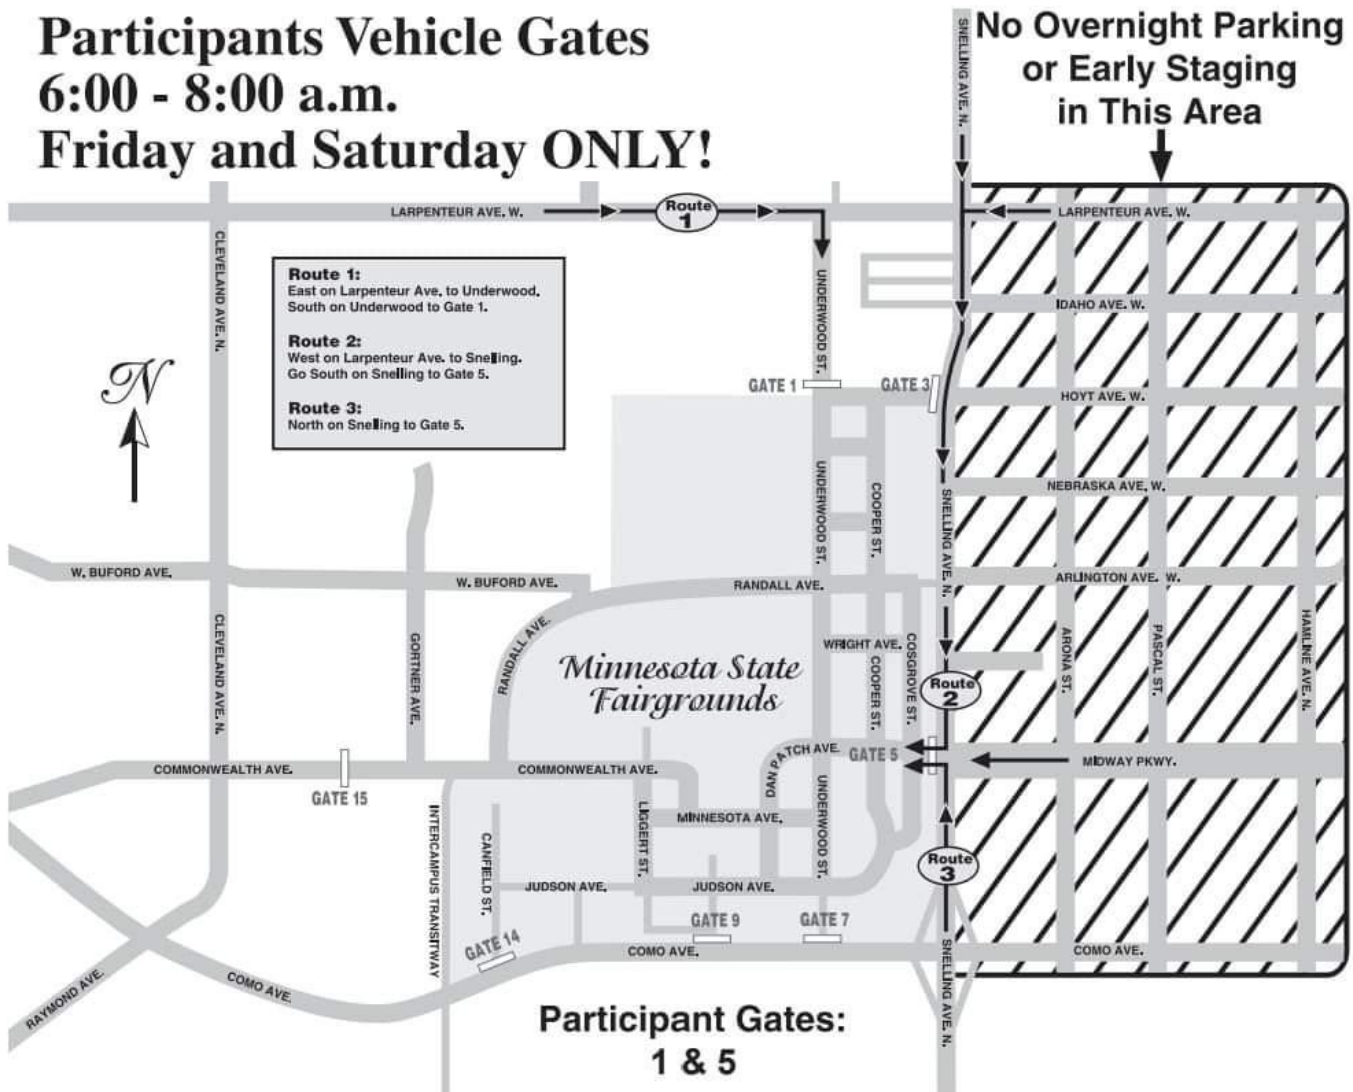 Participants Vehicle Gates
6:00 - 8:00 a.m.
Friday and Saturday ONLY!
No Overnight Parking
or Early Staging
in This Area
SNELLING AVE. N.
LARPENTEUR AVE. W.
Route
1
LARPENTEUR AVE. W.
CLEVELAND AVE. N.
Route 1:
East on Larpenteur Ave. to Underwood.
South on Underwood to Gate 1.
Route 2:
West on Larpenteur Ave. to Snelling.
Go South on Snelling to Gate 5.
Route 3:
North on Snelling to Gate 5.
N
UNDERWOOD ST.
IDAHO AVE. W.
GATE 1
GATE 3
HOYT AVE. W.
UNDERWOOD ST.
COOPER ST.
SNELLING AVE. N.
NEBRASKA AVE. W.
W. BUFORD AVE.
W. BUFORD AVE.
RANDALL AVE.
ARLINGTON AVE. W.
CLEVELAND AVE. N.
GORTNER AVE.
RANDALL AVE.
Minnesota State
Fairgrounds
WRIGHT AVE.
COOPER ST.
COSGROVE ST.
ARONA ST.
PASCAL ST.
HAMLINE AVE. N.
Route
2
DAN PATCH AVE.
GATE 5
MIDWAY PKWY.
COMMONWEALTH AVE.
GATE 15
COMMONWEALTH AVE.
INTERCAMPUS TRANSITWAY
CANFIELD ST.
LIGGERT ST.
MINNESOTA AVE.
UNDERWOOD ST.
Route
3
JUDSON AVE.
JUDSON AVE.
GATE 9
GATE 7
GATE 14
COMO AVE.
COMO AVE.
SNELLING AVE. N.
RAYMOND AVE.
COMO AVE.
Participant Gates:
1 & 5